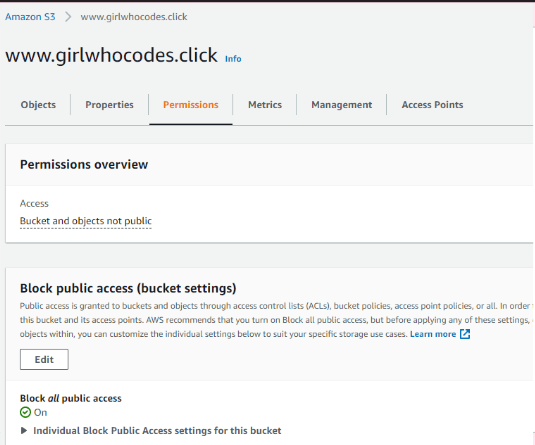 Amazon S3 > www.girlwhocodes.click
www.girlwhocodes.click Info
Objects Properties Permissions Metrics Management Access Points
Permissions overview
Access
Bucket and objects not public
Block public access (bucket settings)
Public access is granted to buckets and objects through access control lists (ACLs), bucket policies, access point policies, or all. In order
this bucket and its access points. AWS recommends that you turn on Block all public access, but before applying any of these settings,
objects within, you can customize the individual settings below to suit your specific storage use cases. Learn more
Edit
Block all public access
On
Individual Block Public Access settings for this bucket